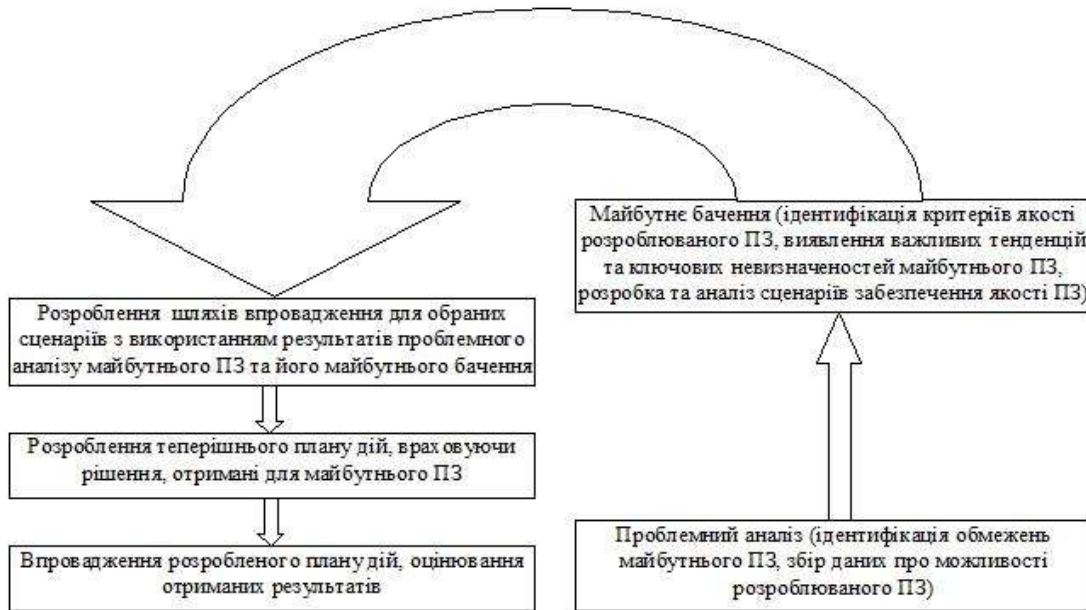 Майбутнє бачення (ідентифікація критеріїв якості
розроблюваного ПЗ, виявлення важливих тенденцій
та ключових невизначеностей майбутнього ПЗ,
розробка та аналіз сценаріїв забезпечення якості ПЗ)
Розроблення шляхів впровадження для обраних
сценаріїв з використанням результатів проблемного
аналізу майбутнього ПЗ та його майбутнього бачення
Розроблення теперішнього плану дій, враховуючи
рішення, отримані для майбутнього ПЗ
Впровадження розробленого плану дій, оцінювання
отриманих результатів
Проблемний аналіз (ідентифікація обмежень
майбутнього ПЗ, збір даних про можливості
розроблюваного ПЗ)